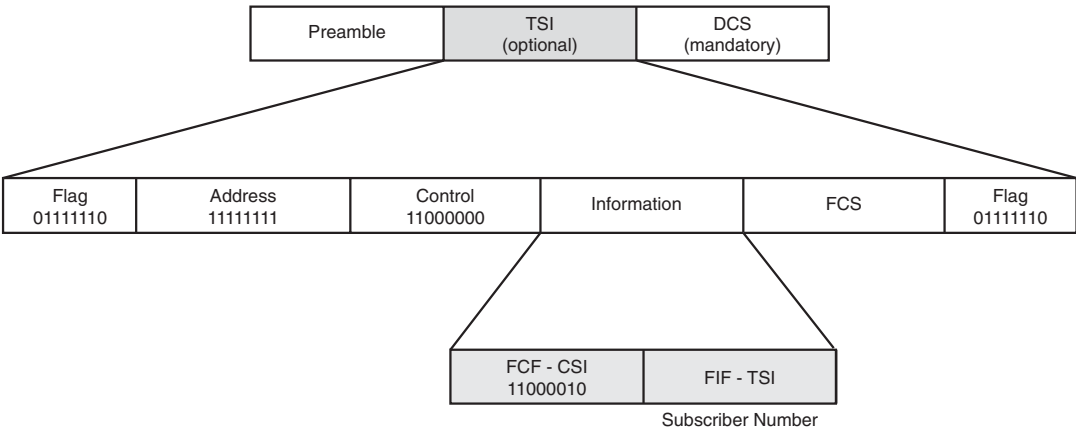 Preamble
TSI
(optional)
DCS
(mandatory)
Flag
01111110
Address
11111111
Control
11000000
Information
FCS
Flag
01111110
FCF - CSI
11000010
FIF - TSI
Subscriber Number